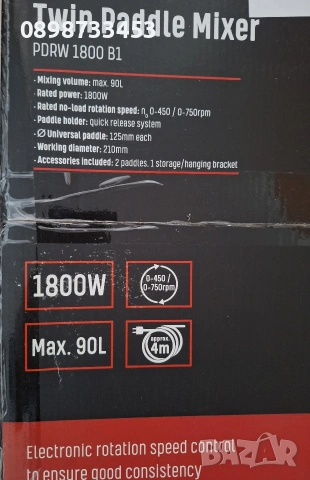 Twin Paddle Mixer
0898733453
PDRW 1800 B1
· Mixing volume: max. 90L
· Rated power: 1800W
· Rated no-load rotation speed: n₀ 0-450 / 0-750rpm
· Paddle holder: quick release system
· Ø Universal paddle: 125mm each
· Working diameter: 210mm
· Accessories included: 2 paddles, 1 storage/hanging bracket
1800W
0-450 /
0-750rpm
Max. 90L
approx.
4m
Electronic rotation speed control
to ensure good consistency
BAZAR